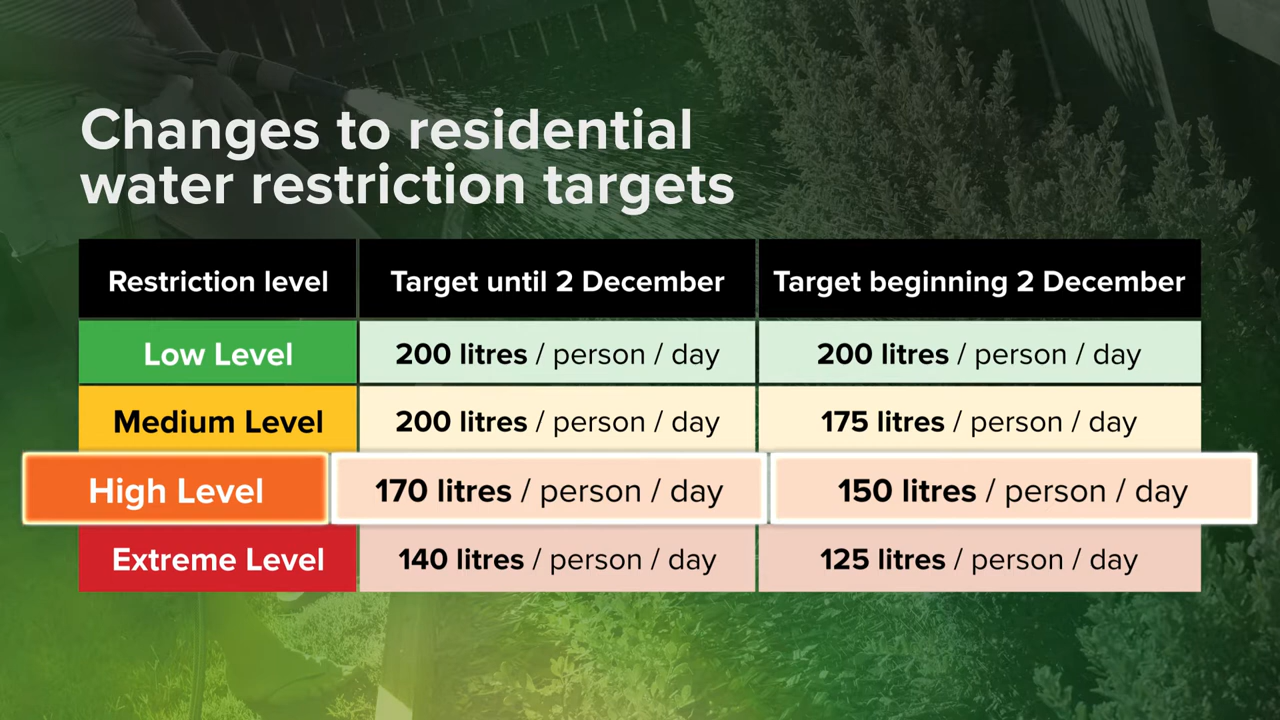 Changes to residential
water restriction targets
Restriction level Target until 2 December Target beginning 2 December
Low Level 200 litres / person / day 200 litres / person / day
Medium Level 200 litres / person / day 175 litres / person / day
High Level 170 litres / person / day 150 litres / person / day
Extreme Level 140 litres / person / day 125 litres / person / day